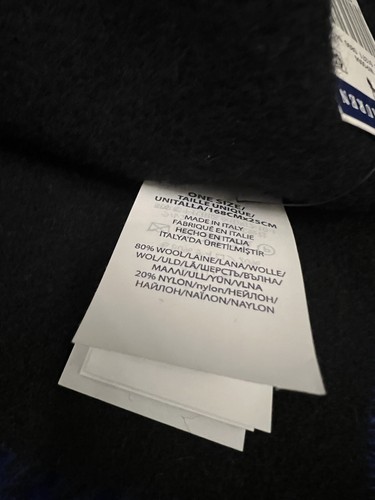 ONE SIZE/
TAILLE UNIQUE/
UNITALLA/168CMx25CM
MADE IN ITALY
FABRIQUÉ EN ITALIE
HECHO EN ITALIA
ITALYA'DA ÜRETİLMİŞTİR
80% WOOL/LAINE/LANA/WOLLE/
WOL/ULD/LÃ/ШЕРСТЬ/ВЪЛНА/
ΜΑΛΛΙ/ULL/YÜN/VLNA
20% NYLON/nylon/НЕЙЛОН/
НАЙЛОН/ΝΑΪΛΟΝ/NAYLON